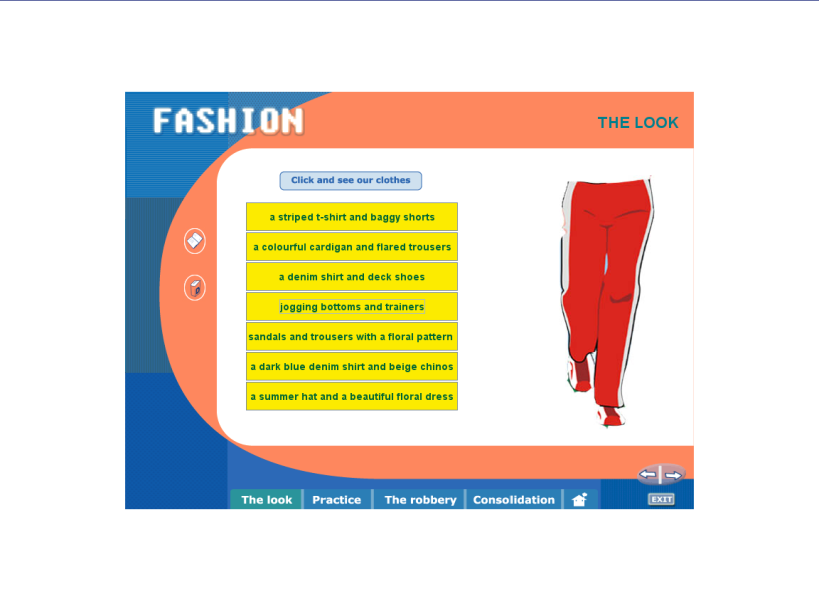 FASHION
THE LOOK
Click and see our clothes
a striped t-shirt and baggy shorts
a colourful cardigan and flared trousers
a denim shirt and deck shoes
jogging bottoms and trainers
sandals and trousers with a floral pattern
a dark blue denim shirt and beige chinos
a summer hat and a beautiful floral dress
The look
Practice
The robbery
Consolidation
EXIT